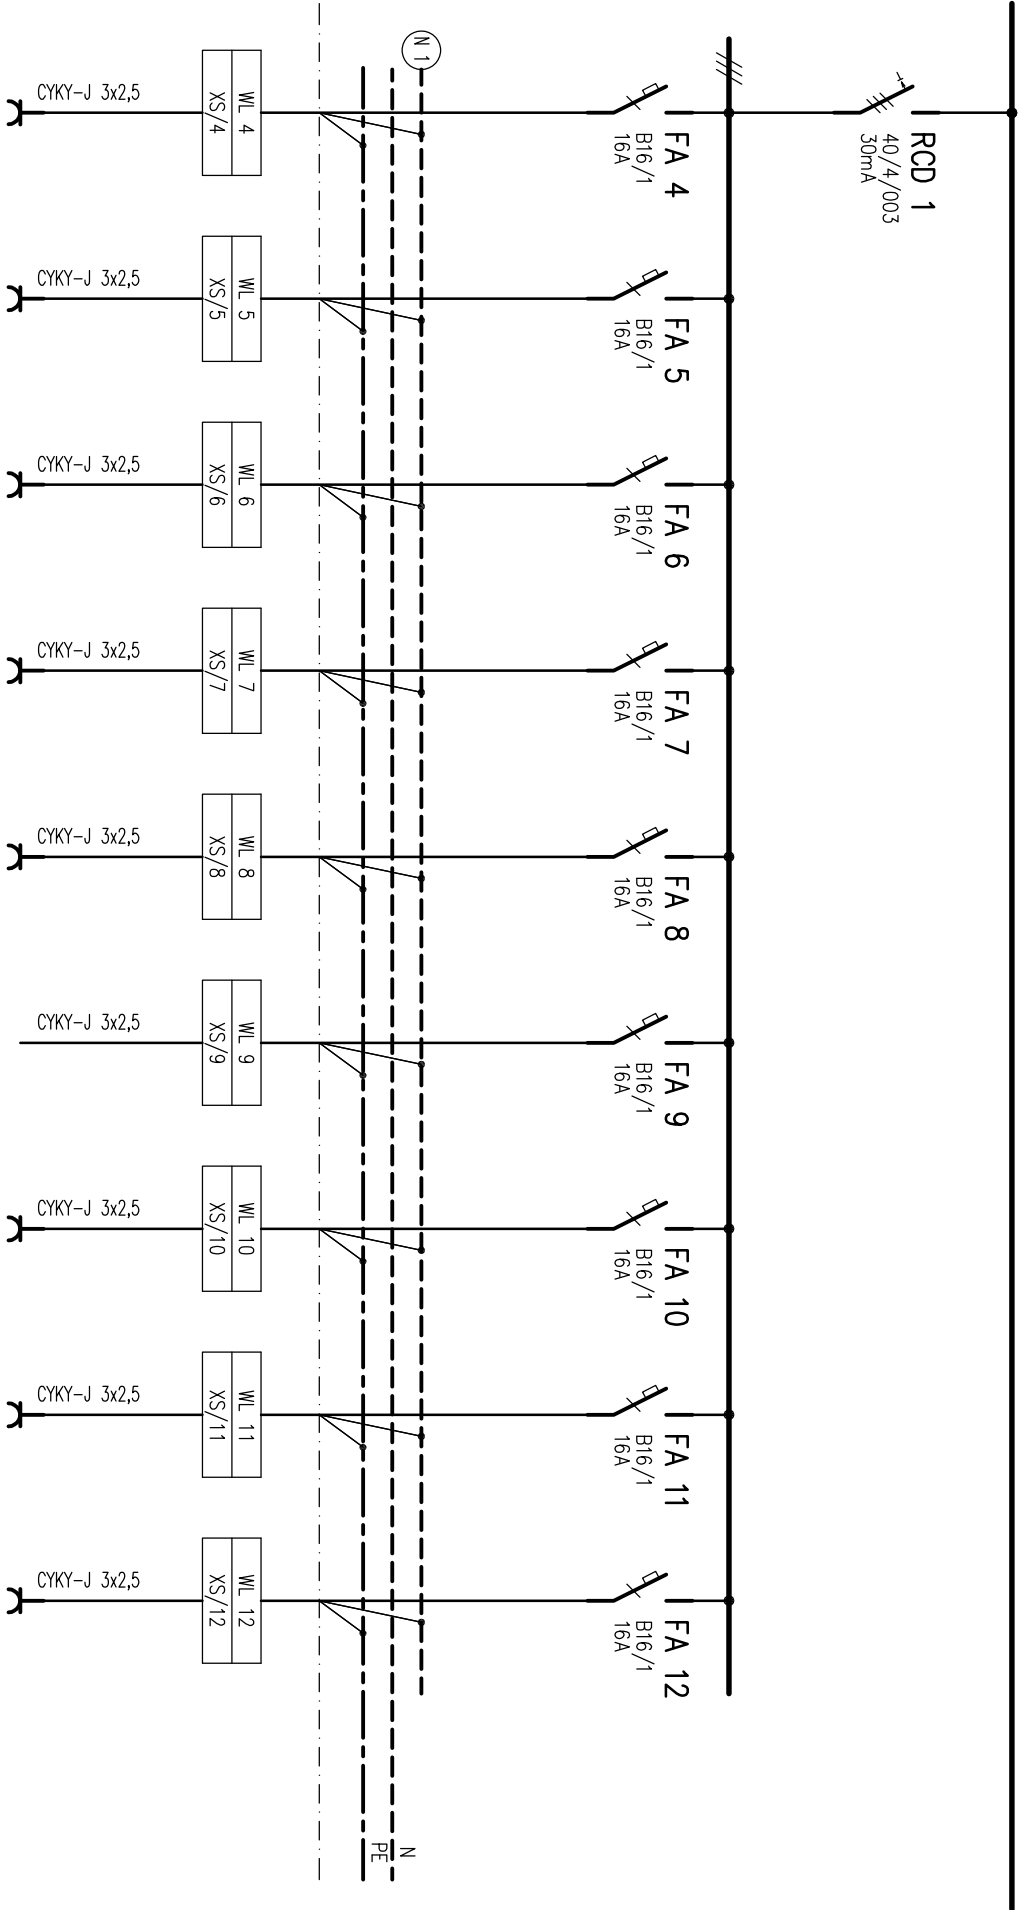 N 1
RCD 1
40/4/003
30mA
FA 4
B16/1
16A
WL 4
XS/4
CYKY-J 3x2,5
FA 5
B16/1
16A
WL 5
XS/5
CYKY-J 3x2,5
FA 6
B16/1
16A
WL 6
XS/6
CYKY-J 3x2,5
FA 7
B16/1
16A
WL 7
XS/7
CYKY-J 3x2,5
FA 8
B16/1
16A
WL 8
XS/8
CYKY-J 3x2,5
FA 9
B16/1
16A
WL 9
XS/9
CYKY-J 3x2,5
FA 10
B16/1
16A
WL 10
XS/10
CYKY-J 3x2,5
FA 11
B16/1
16A
WL 11
XS/11
CYKY-J 3x2,5
FA 12
B16/1
16A
WL 12
XS/12
CYKY-J 3x2,5
N
PE